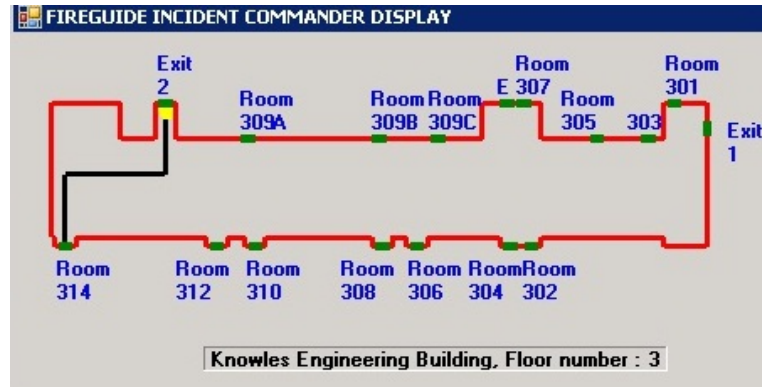 FIREGUIDE INCIDENT COMMANDER DISPLAY
Exit
2
Room
309A
Room
309B
Room
309C
E
Room
307
Room
305
303
Room
301
Exit
1
Room
314
Room
312
Room
310
Room
308
Room
306
Room
304
Room
302
Knowles Engineering Building, Floor number : 3